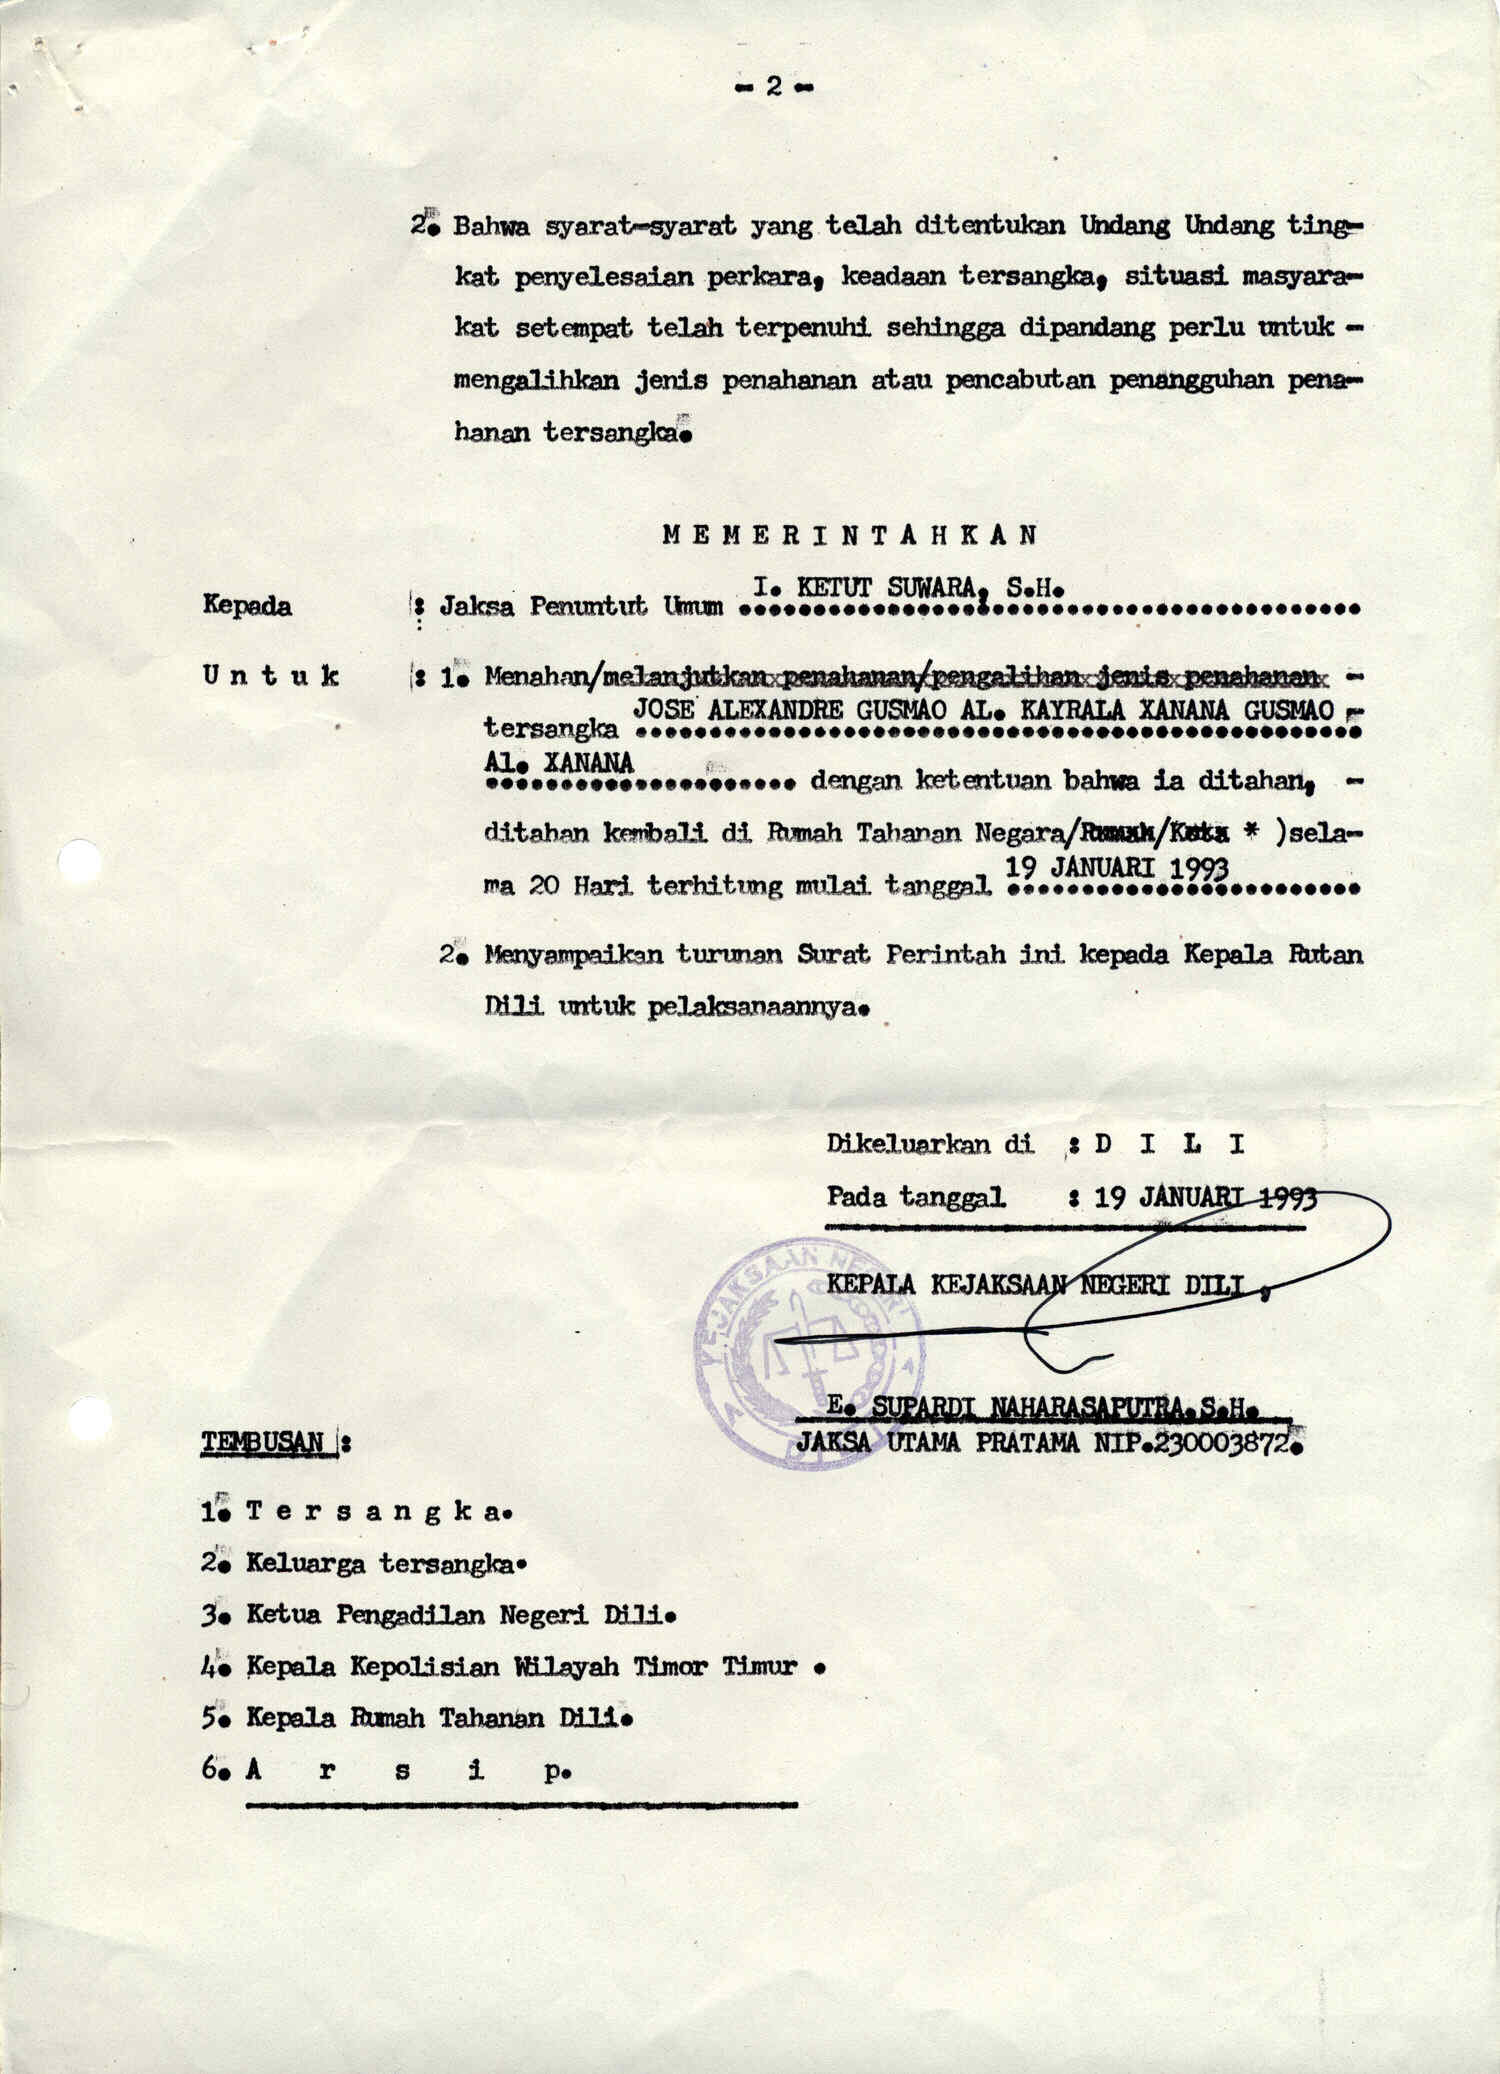 - 2 -
2. Bahwa syarat-syarat yang telah ditentukan Undang Undang ting-
kat penyelesaian perkara, keadaan tersangka, situasi masyara-
kat setempat telah terpenuhi sehingga dipandang perlu untuk -
mengalihkan jenis penahanan atau pencabutan penangguhan pena-
hanan tersangka.
M E M E R I N T A H K A N
Kepada : Jaksa Penuntut Umum I. KETUT SUWARA, S.H.
U n t u k : 1. Menahan/melanjutkan penahanan/pengalihan jenis penahanan -
tersangka JOSE ALEXANDRE GUSMAO AL. KAYRALA XANANA GUSMAO -
Al. XANANA dengan ketentuan bahwa ia ditahan, -
ditahan kembali di Rumah Tahanan Negara/Rumah/Kota * )sela-
ma 20 Hari terhitung mulai tanggal 19 JANUARI 1993
2. Menyampaikan turunan Surat Perintah ini kepada Kepala Rutan
Dili untuk pelaksanaannya.
Dikeluarkan di : D I L I
Pada tanggal : 19 JANUARI 1993
KEPALA KEJAKSAAN NEGERI DILI,
KEJAKSAAN NEGERI
E. SUPARDI NAHARASAPUTRA.S.H.
JAKSA UTAMA PRATAMA NIP.230003872.
TEMBUSAN :
1. T e r s a n g k a.
2. Keluarga tersangka.
3. Ketua Pengadilan Negeri Dili.
4. Kepala Kepolisian Wilayah Timor Timur .
5. Kepala Rumah Tahanan Dili.
6. A r s i p.